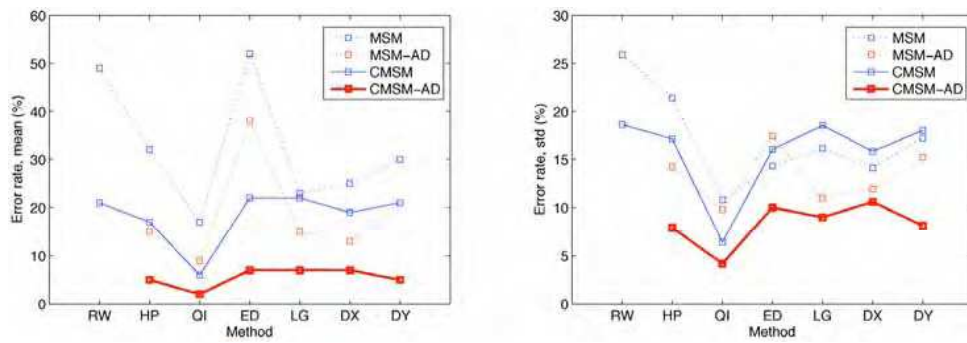 60
50
40
30
20
10
0
Error rate, mean (%)
RW HP QI ED LG DX DY
Method
MSM
MSM-AD
CMSM
CMSM-AD
30
25
20
15
10
5
0
Error rate, std (%)
RW HP QI ED LG DX DY
Method
MSM
MSM-AD
CMSM
CMSM-AD